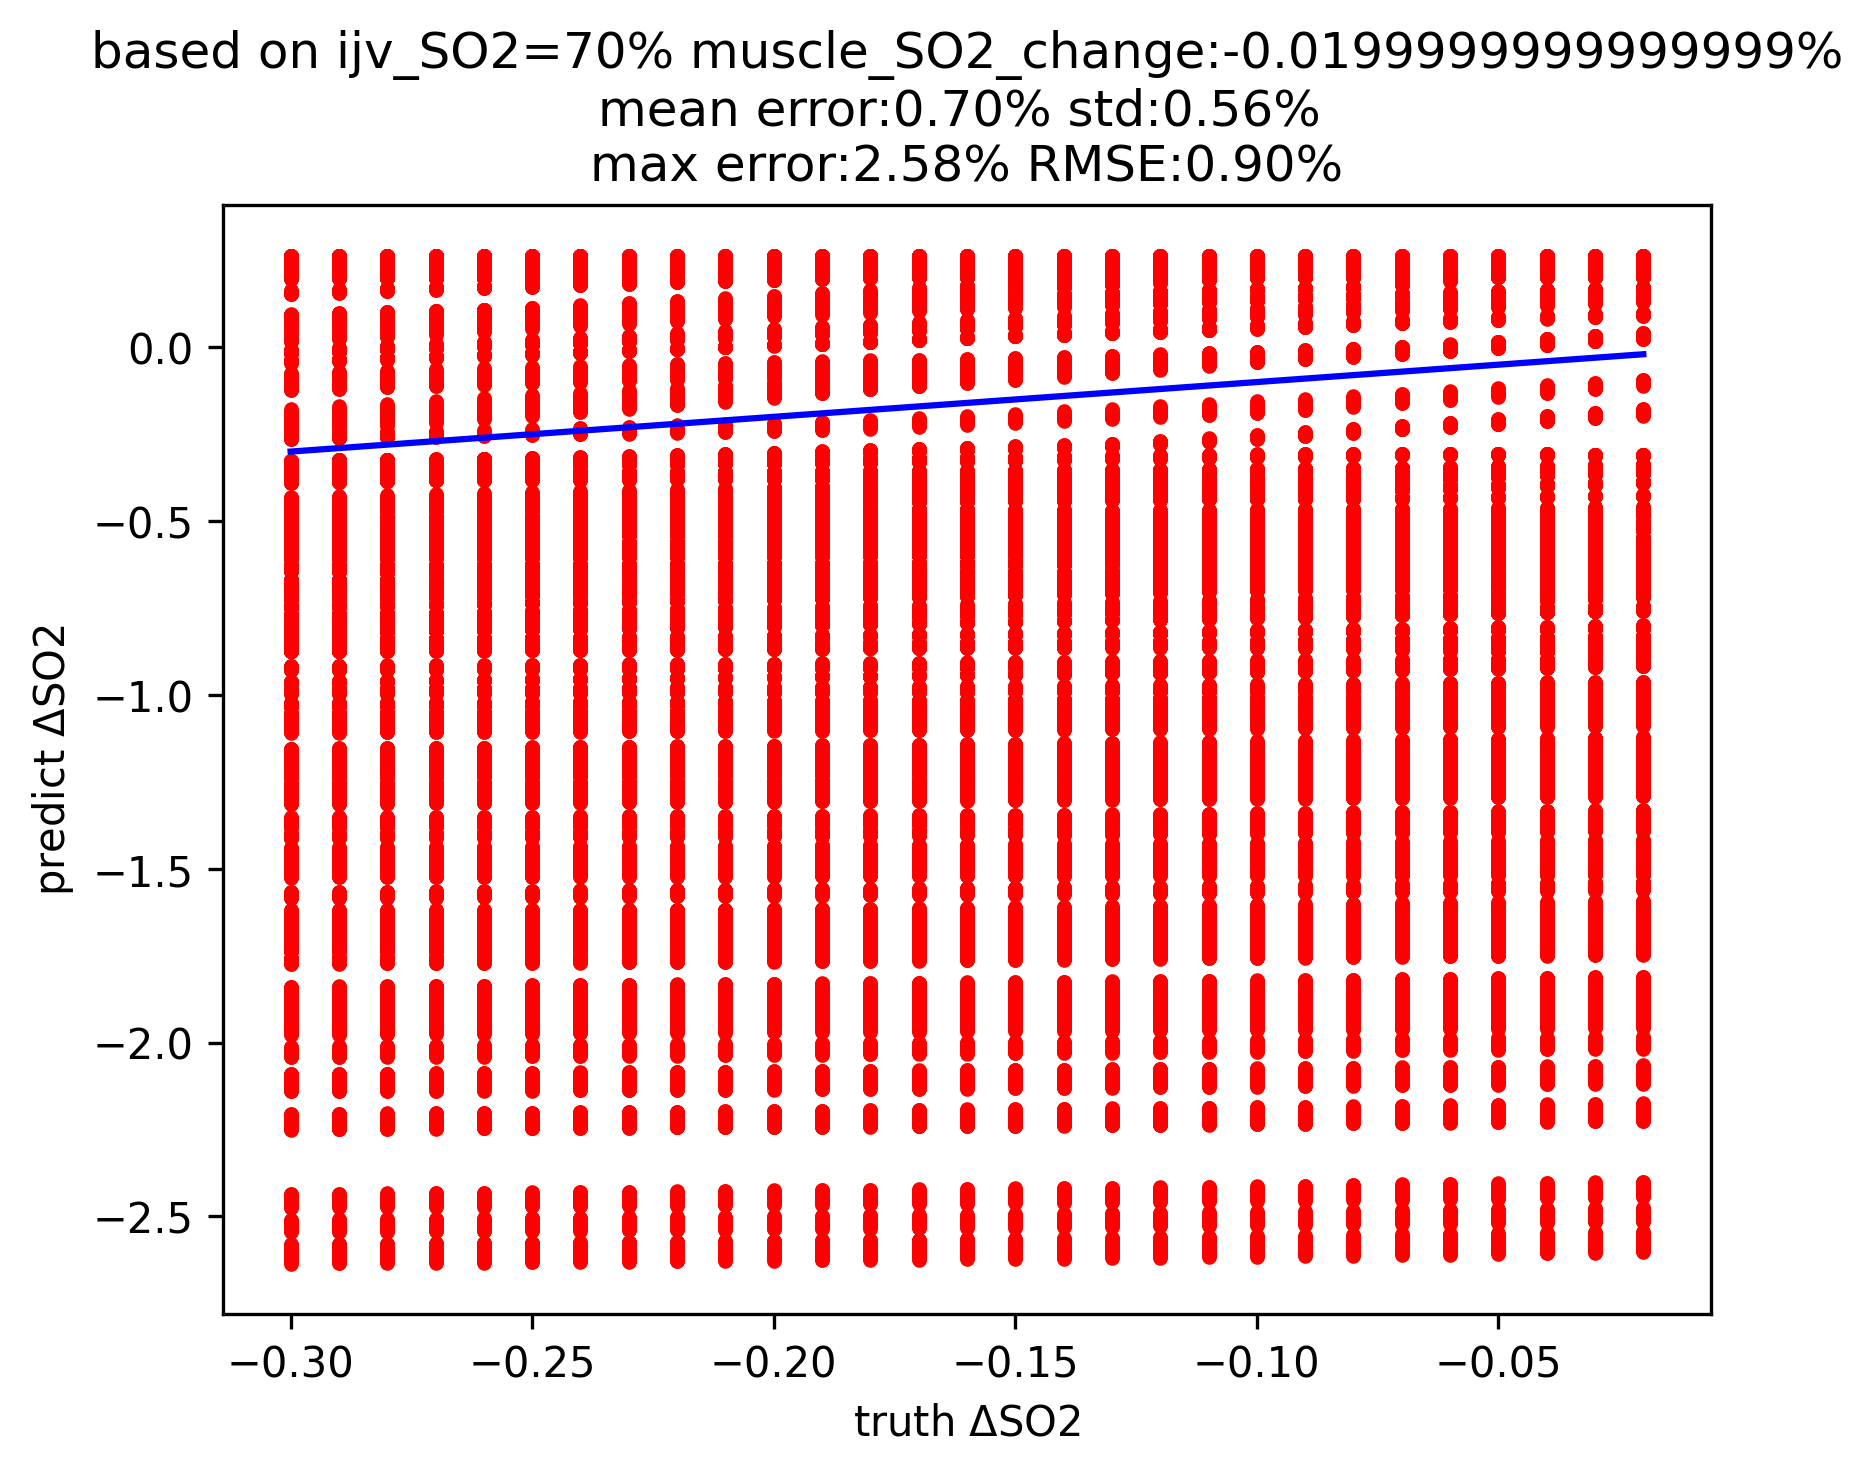 based on ijv_SO2=70% muscle_SO2_change:-0.0199999999999999%
mean error:0.70% std:0.56%
max error:2.58% RMSE:0.90%
0.0
−0.5
−1.0
−1.5
−2.0
−2.5
predict ΔSO2
−0.30
−0.25
−0.20
−0.15
−0.10
−0.05
truth ΔSO2